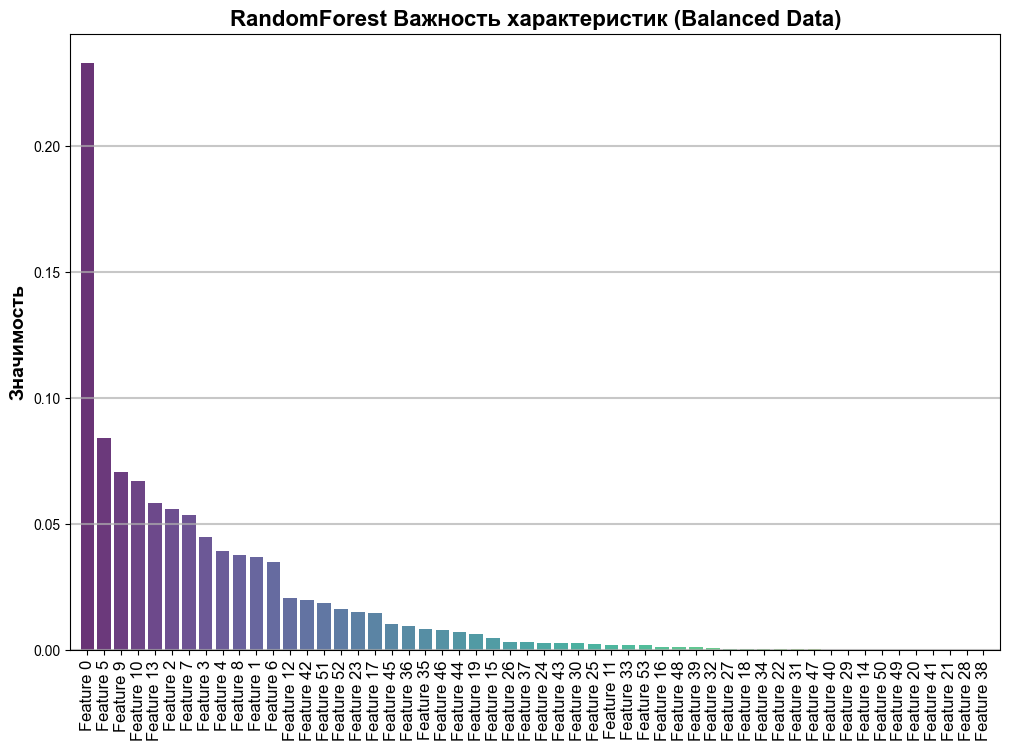 RandomForest Важность характеристик (Balanced Data)
Значимость
0.20
0.15
0.10
0.05
0.00
Feature 0
Feature 5
Feature 9
Feature 10
Feature 13
Feature 2
Feature 7
Feature 3
Feature 4
Feature 8
Feature 1
Feature 6
Feature 12
Feature 42
Feature 51
Feature 52
Feature 23
Feature 17
Feature 45
Feature 36
Feature 35
Feature 46
Feature 44
Feature 19
Feature 15
Feature 26
Feature 37
Feature 24
Feature 43
Feature 30
Feature 25
Feature 11
Feature 33
Feature 53
Feature 16
Feature 48
Feature 39
Feature 32
Feature 27
Feature 18
Feature 34
Feature 22
Feature 31
Feature 47
Feature 40
Feature 29
Feature 14
Feature 50
Feature 49
Feature 20
Feature 41
Feature 21
Feature 28
Feature 38